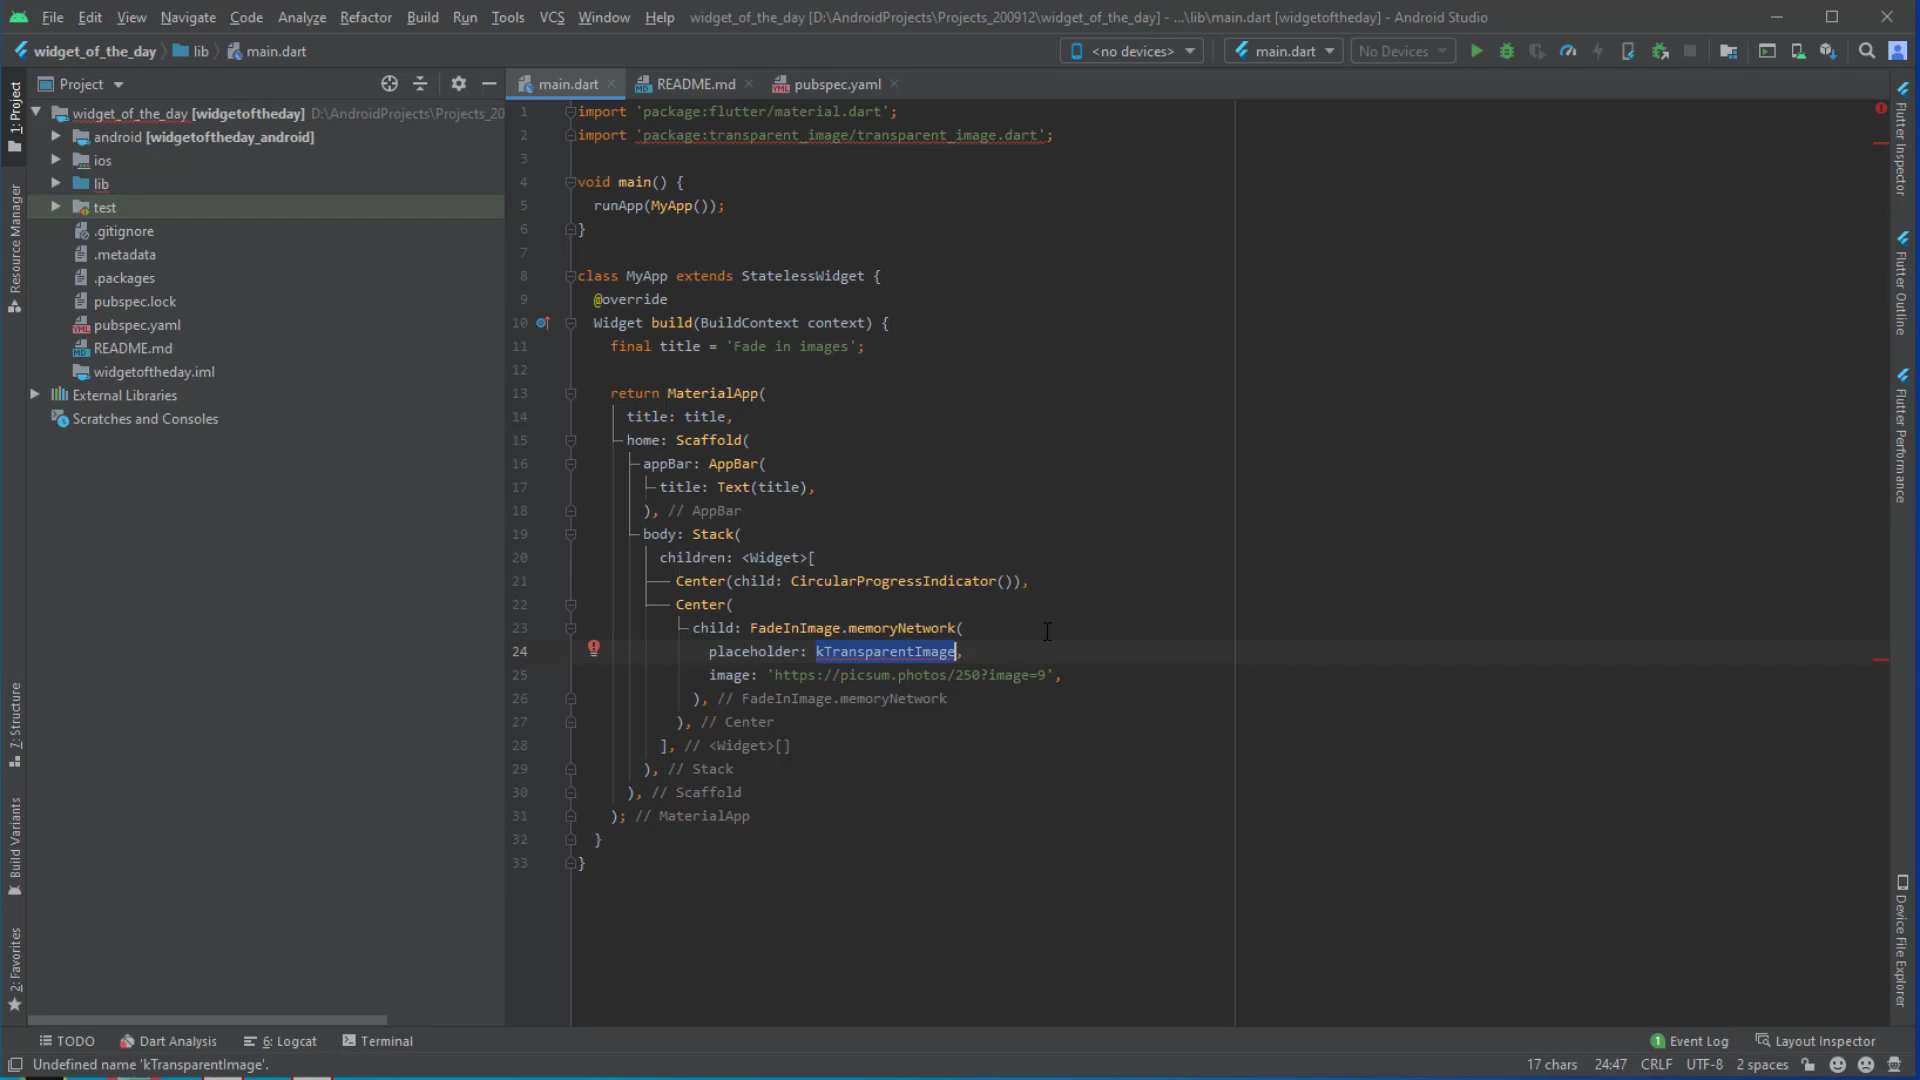 File Edit View Navigate Code Analyze Refactor Build Run Tools VCS Window Help widget_of_the_day [D:\AndroidProjects\Projects_200912\widget_of_the_day] - ...\lib\main.dart [widgetoftheday] - Android Studio
widget_of_the_day lib main.dart <no devices> main.dart No Devices
Project main.dart README.md pubspec.yaml
widget_of_the_day [widgetoftheday] D:\AndroidProjects\Projects_20
android [widgetoftheday_android]
ios
lib
test
.gitignore
.metadata
.packages
pubspec.lock
pubspec.yaml
README.md
widgetoftheday.iml
External Libraries
Scratches and Consoles
1: Project
Resource Manager
7: Structure
Build Variants
2: Favorites
1 import 'package:flutter/material.dart';
2 import 'package:transparent_image/transparent_image.dart';
3
4 void main() {
5 runApp(MyApp());
6 }
7
8 class MyApp extends StatelessWidget {
9 @override
10 Widget build(BuildContext context) {
11 final title = 'Fade in images';
12
13 return MaterialApp(
14 title: title,
15 home: Scaffold(
16 appBar: AppBar(
17 title: Text(title),
18 ), // AppBar
19 body: Stack(
20 children: <Widget>[
21 Center(child: CircularProgressIndicator()),
22 Center(
23 child: FadeInImage.memoryNetwork(
24 placeholder: kTransparentImage,
25 image: 'https://picsum.photos/250?image=9',
26 ), // FadeInImage.memoryNetwork
27 ), // Center
28 ], // <Widget>[]
29 ), // Stack
30 ), // Scaffold
31 ); // MaterialApp
32 }
33 }
Flutter Inspector
Flutter Outline
Flutter Performance
Device File Explorer
TODO Dart Analysis 6: Logcat Terminal 1 Event Log Layout Inspector
Undefined name 'kTransparentImage'. 17 chars 24:47 CRLF UTF-8 2 spaces